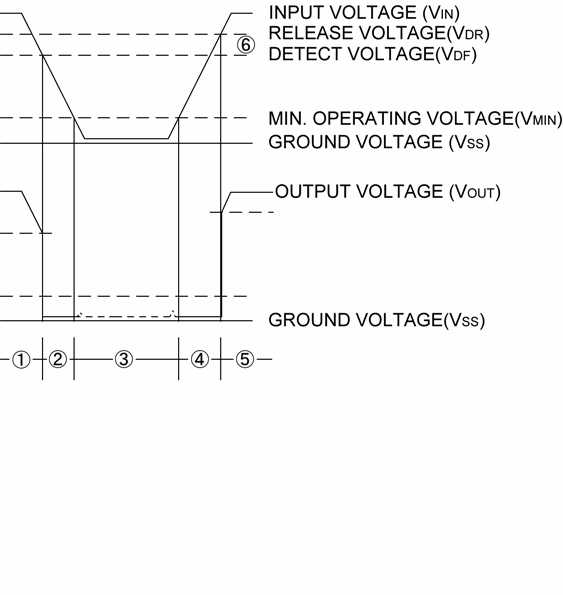 INPUT VOLTAGE (VIN)
RELEASE VOLTAGE(VDR)
⑥
DETECT VOLTAGE(VDF)
MIN. OPERATING VOLTAGE(VMIN)
GROUND VOLTAGE (VSS)
OUTPUT VOLTAGE (VOUT)
GROUND VOLTAGE(VSS)
① ② ③ ④ ⑤